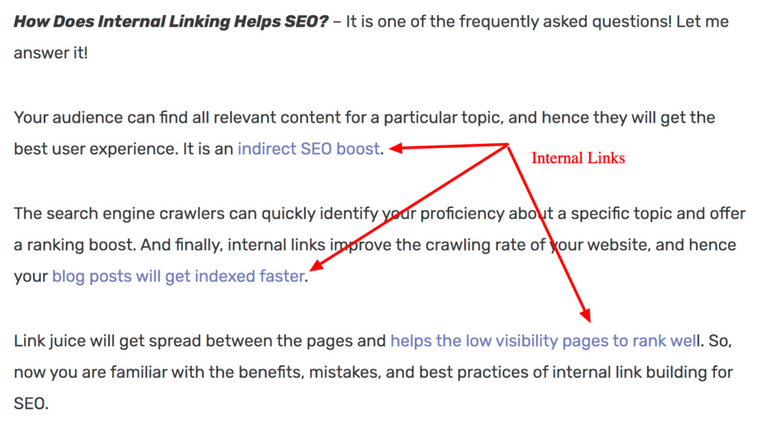 How Does Internal Linking Helps SEO? – It is one of the frequently asked questions! Let me
answer it!
Your audience can find all relevant content for a particular topic, and hence they will get the
best user experience. It is an indirect SEO boost.
Internal Links
The search engine crawlers can quickly identify your proficiency about a specific topic and offer
a ranking boost. And finally, internal links improve the crawling rate of your website, and hence
your blog posts will get indexed faster.
Link juice will get spread between the pages and helps the low visibility pages to rank well. So,
now you are familiar with the benefits, mistakes, and best practices of internal link building for
SEO.